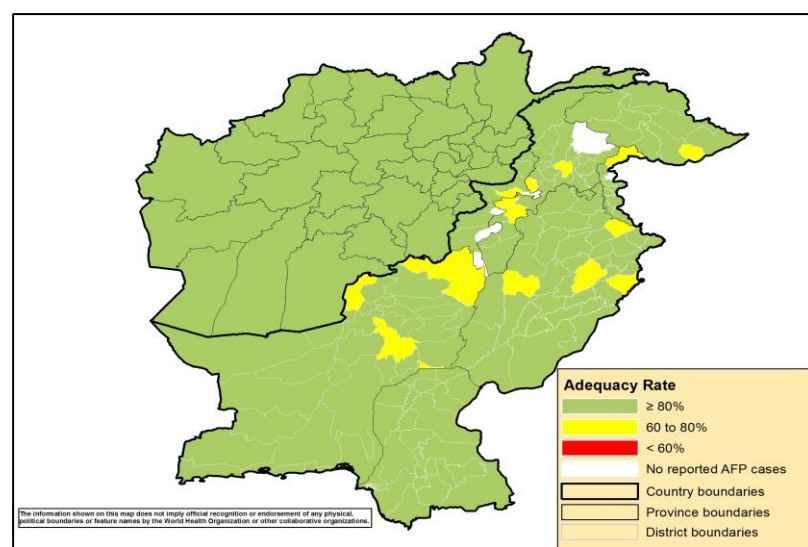 Adequacy Rate
≥ 80%
60 to 80%
< 60%
No reported AFP cases
Country boundaries
Province boundaries
District boundaries
The information shown on this map does not imply official recognition or endorsement of any physical,
political boundaries or feature names by the World Health Organization or other collaborative organizations.